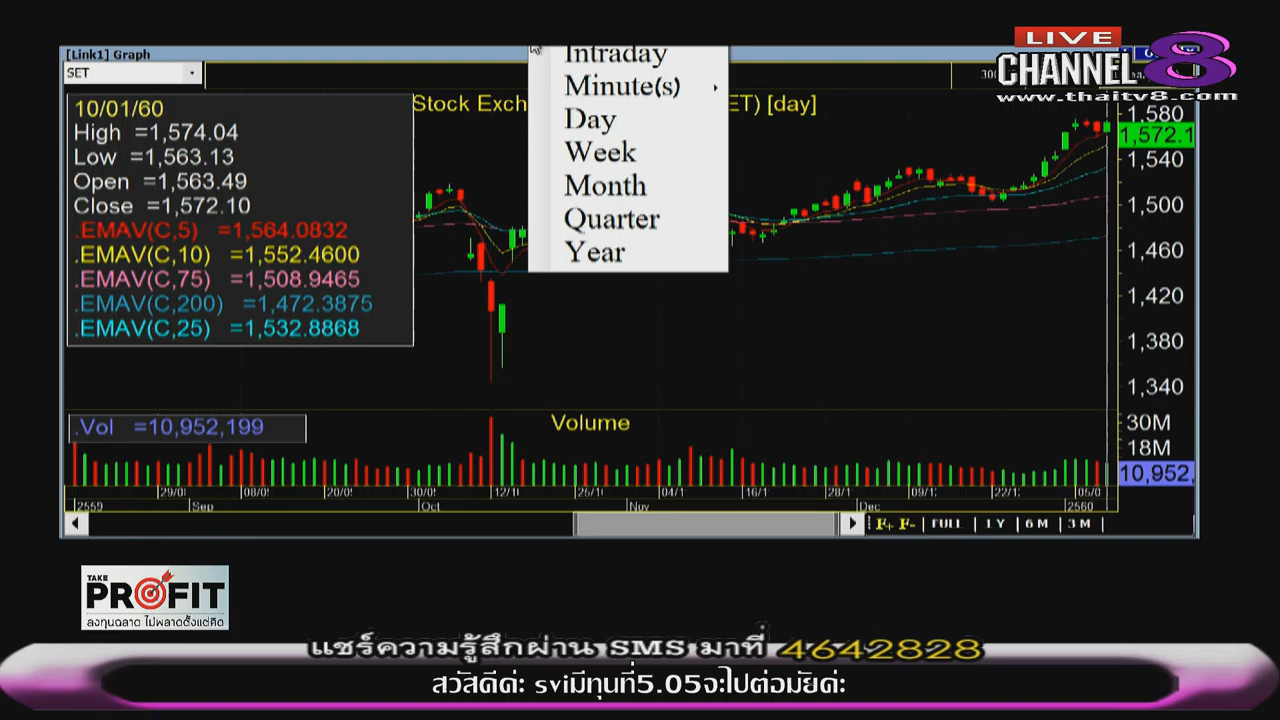 [Link1] Graph
SET
LIVE
CHANNEL 8
www.thaitv8.com
10/01/60
High =1,574.04
Low =1,563.13
Open =1,563.49
Close =1,572.10
.EMAV(C,5) =1,564.0832
.EMAV(C,10) =1,552.4600
.EMAV(C,75) =1,508.9465
.EMAV(C,200) =1,472.3875
.EMAV(C,25) =1,532.8868
Stock Exch
ET) [day]
Intraday
Minute(s)
Day
Week
Month
Quarter
Year
1,580
1,572.1
1,540
1,500
1,460
1,420
1,380
1,340
.Vol =10,952,199
Volume
30M
18M
10,952,
2559 Sep Oct Nov Dec 2560
F+ F- FULL 1Y 6M 3M
TAKE
PROFIT
ลงทุนฉลาด ไม่พลาดตั้งแต่คิด
แชร์ความรู้สึกผ่าน SMS มาที่ 4642828
สวัสดีค่ะ sviมีทุนที่5.05จะไปต่อมัยค่ะ